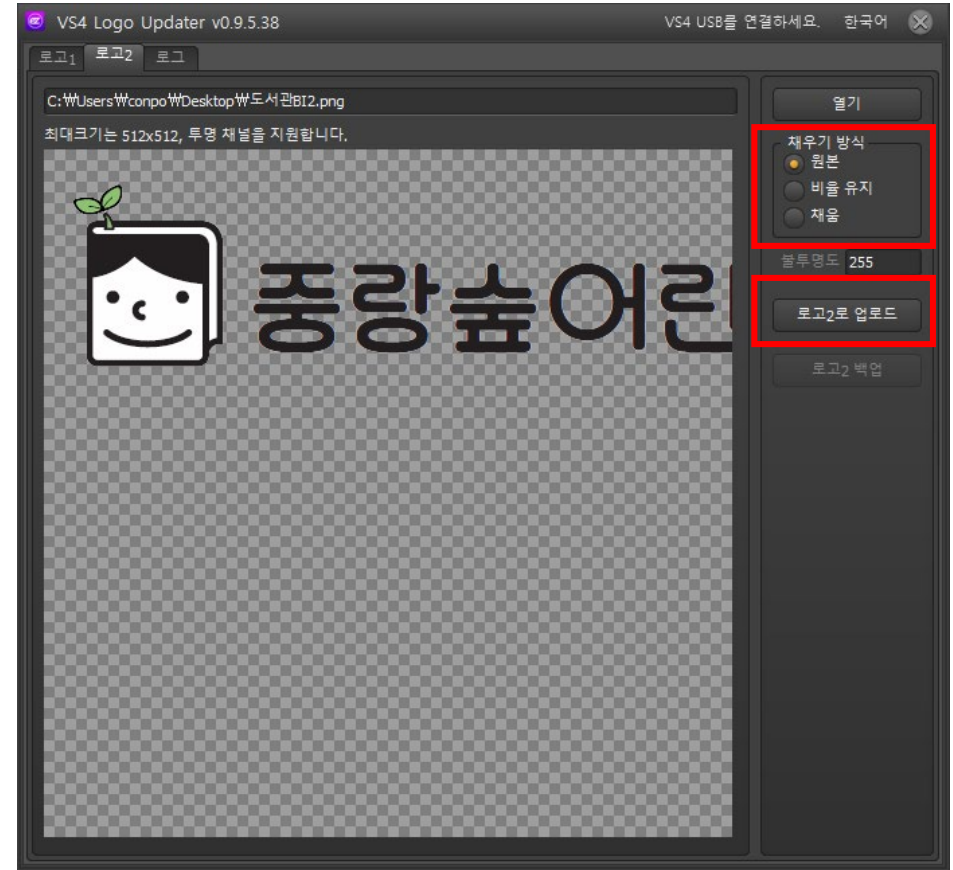 VS4 Logo Updater v0.9.5.38
VS4 USB를 연결하세요. 한국어
로고1 로고2 로그
C:₩Users₩conpo₩Desktop₩도서관BI2.png
최대크기는 512x512, 투명 채널을 지원합니다.
중랑숲어린
열기
채우기 방식
원본
비율 유지
채움
불투명도 255
로고2로 업로드
로고2 백업